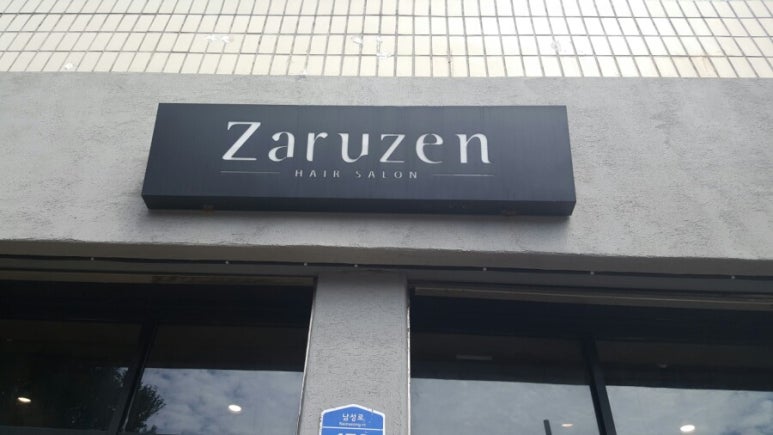 Zaruzen
HAIR SALON
남성로